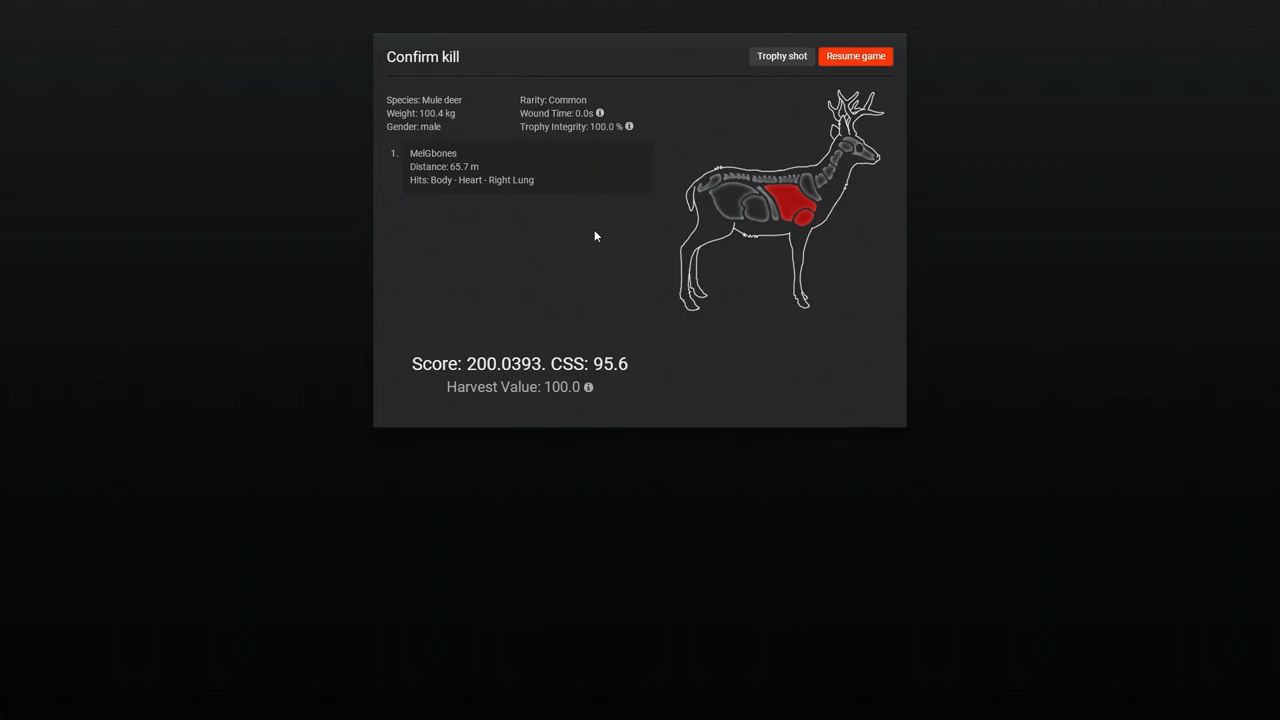 Confirm kill
Trophy shot
Resume game
Species: Mule deer
Rarity: Common
Weight: 100.4 kg
Wound Time: 0.0s
Gender: male
Trophy Integrity: 100.0 %
1. MelGbones
Distance: 65.7 m
Hits: Body - Heart - Right Lung
Score: 200.0393. CSS: 95.6
Harvest Value: 100.0